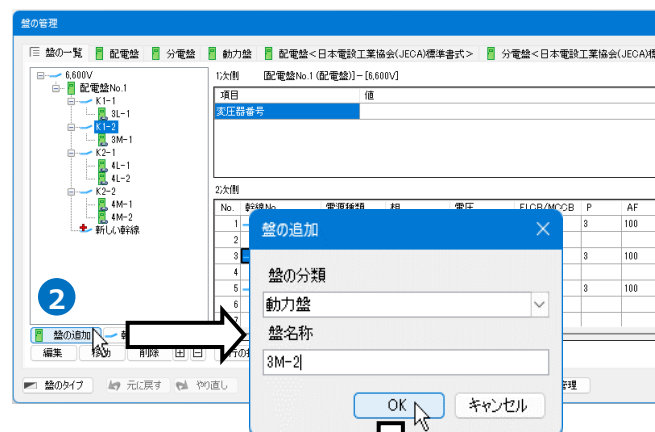 盤の管理
盤の一覧 配電盤 分電盤 動力盤 配電盤<日本電設工業協会(JECA)標準書式> 分電盤<日本電設工業協会(JECA)標
6,600V
配電盤No.1
K1-1
3L-1
K1-2
3M-1
K2-1
4L-1
4L-2
K2-2
4M-1
4M-2
新しい幹線
1次側 [配電盤No.1(配電盤)]-[6,600V]
項目 値
変圧器番号
2次側
No. 幹線No. 電源種類 相 電圧 ELCB/MCCB P AF
1 3 100
2
3 3 100
4
5 3 100
6
盤の追加
盤の分類
動力盤
盤名称
3M-2
OK キャンセル
2
盤の追加
編集 移動 削除
盤のタイプ 元に戻す やり直し